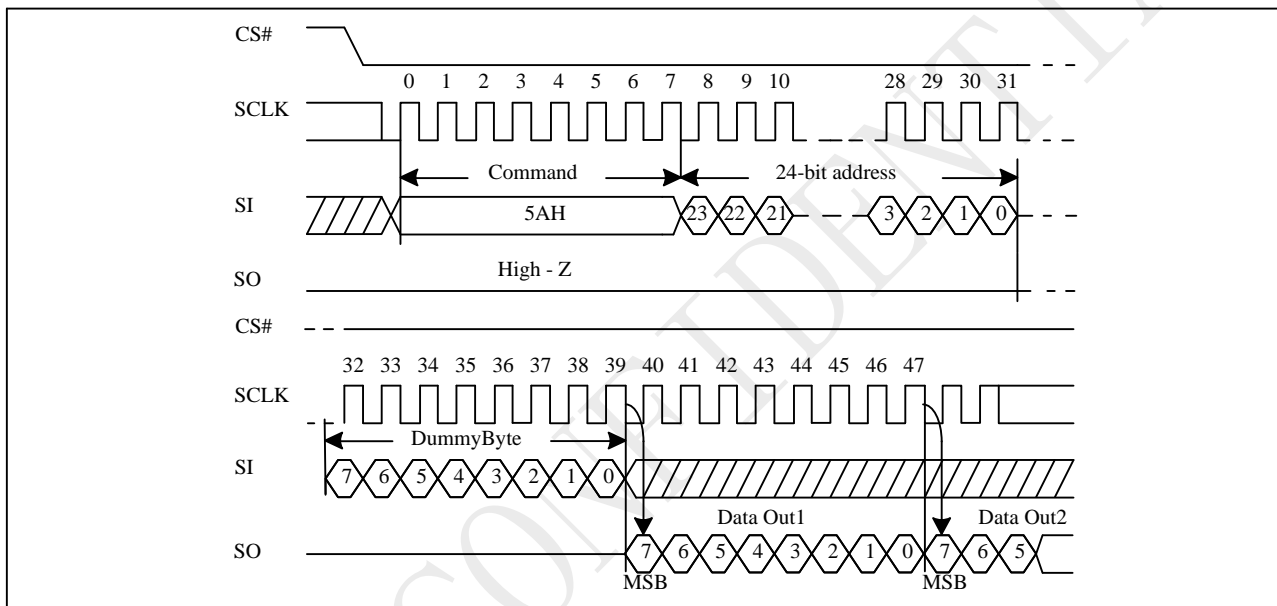 CS#
0 1 2 3 4 5 6 7 8 9 10 28 29 30 31
SCLK
Command 24-bit address
SI 5AH 23 22 21 3 2 1 0
High - Z
SO
CS#
32 33 34 35 36 37 38 39 40 41 42 43 44 45 46 47
SCLK
DummyByte
SI 7 6 5 4 3 2 1 0
Data Out1 Data Out2
SO 7 6 5 4 3 2 1 0 7 6 5
MSB MSB
CONFIDENTIA